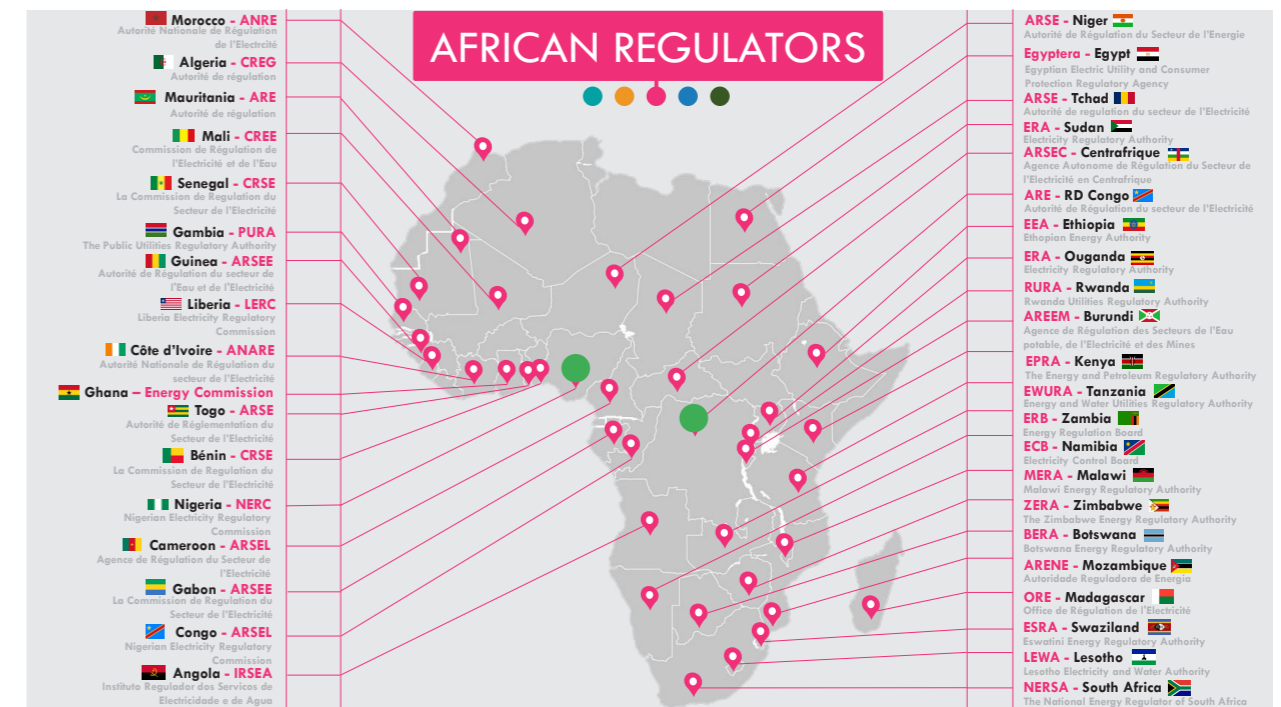 AFRICAN REGULATORS
Morocco - ANRE
Autorité Nationale de Régulation
de l'Electrcité
Algeria - CREG
Autorité de régulation
Mauritania - ARE
Autorité de régulation
Mali - CREE
Commission de Régulation de
l'Electricité et de l'Eau
Senegal - CRSE
La Commission de Regulation du
Secteur de l'Electricité
Gambia - PURA
The Public Utilities Regulatory Authority
Guinea - ARSEE
Autorité de Régulation du secteur de
l'Eau et de l'Electricité
Liberia - LERC
Liberia Electricity Regulatory
Commission
Côte d'Ivoire - ANARE
Autorité Nationale de Régulation du
secteur de l'Electricité
Ghana – Energy Commission
Togo - ARSE
Autorité de Réglementation du
Secteur de l'Electricité
Bénin - CRSE
La Commission de Regulation du
Secteur de l'Electricité
Nigeria - NERC
Nigerian Electricity Regulatory
Commission
Cameroon - ARSEL
Agence de Régulation du Secteur de
l'Electricité
Gabon - ARSEE
La Commission de Regulation du
Secteur de l'Electricité
Congo - ARSEL
Nigerian Electricity Regulatory
Commission
Angola - IRSEA
Instituto Regulador dos Servicos de
Electricidade e de Agua
ARSE - Niger
Autorité de Régulation du Secteur de l'Energie
Egyptera - Egypt
Egyptian Electric Utility and Consumer
Protection Regulatory Agency
ARSE - Tchad
Autorité de regulation du secteur de l'Electricité
ERA - Sudan
Electricity Regulatory Authority
ARSEC - Centrafrique
Agence Autonome de Régulation du Secteur de
l'Electricité en Centrafrique
ARE - RD Congo
Autorité de Régulation du secteur de l'Electricité
EEA - Ethiopia
Ethopian Energy Authority
ERA - Ouganda
Electricity Regulatory Authority
RURA - Rwanda
Rwanda Utilities Regulatory Authority
AREEM - Burundi
Agence de Régulation des Secteurs de l'Eau
potable, de l'Electricité et des Mines
EPRA - Kenya
The Energy and Petroleum Regulatory Authority
EWURA - Tanzania
Energy and Water Utilities Regulatory Authority
ERB - Zambia
Energy Regulation Board
ECB - Namibia
Electricity Control Board
MERA - Malawi
Malawi Energy Regulatory Authority
ZERA - Zimbabwe
The Zimbabwe Energy Regulatory Authority
BERA - Botswana
Botswana Energy Regulatory Authority
ARENE - Mozambique
Autoridade Reguladora de Energia
ORE - Madagascar
Office de Régulation de l'Electricité
ESRA - Swaziland
Eswatini Energy Regulatory Authority
LEWA - Lesotho
Lesotho Electricity and Water Authority
NERSA - South Africa
The National Energy Regulator of South Africa